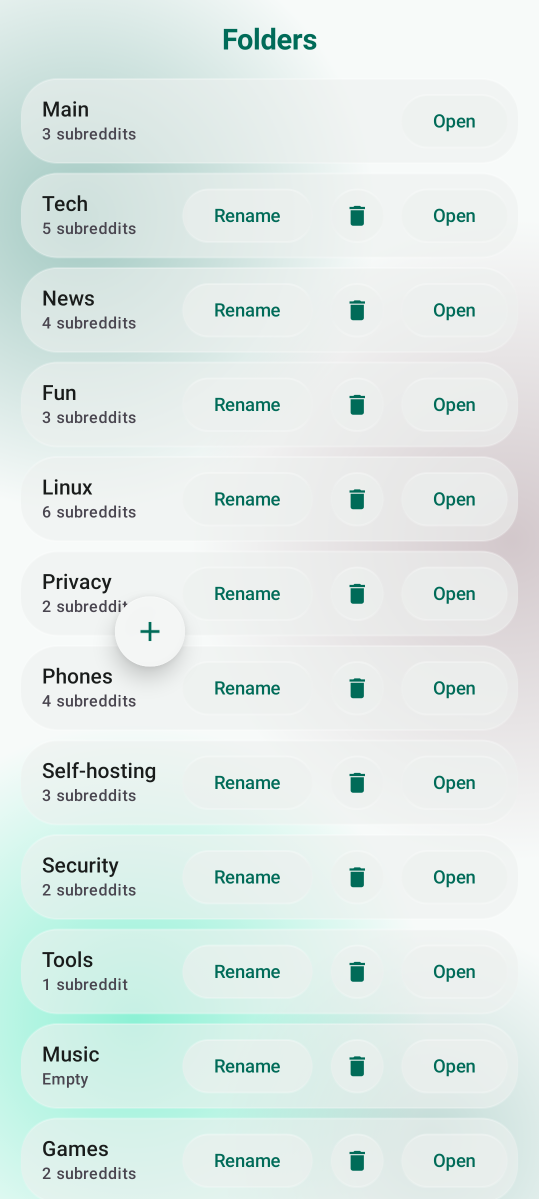 Folders
Main
3 subreddits
Open
Tech
5 subreddits
Rename
Open
News
4 subreddits
Rename
Open
Fun
3 subreddits
Rename
Open
Linux
6 subreddits
Rename
Open
Privacy
2 subreddit
Rename
Open
Phones
4 subreddits
Rename
Open
Self-hosting
3 subreddits
Rename
Open
Security
2 subreddits
Rename
Open
Tools
1 subreddit
Rename
Open
Music
Empty
Rename
Open
Games
2 subreddits
Rename
Open